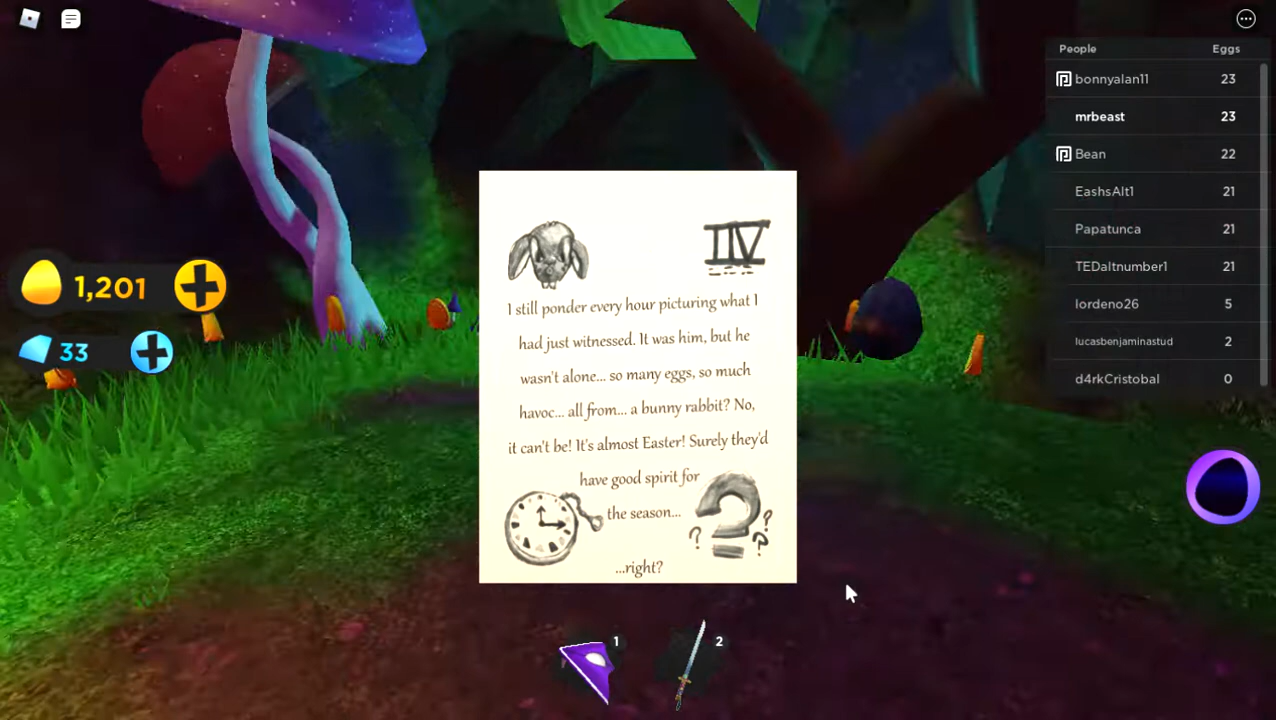 People Eggs
bonnyalan11 23
mrbeast 23
Bean 22
EashsAlt1 21
Papatunca 21
TEDaltnumber1 21
lordeno26 5
lucasbenjaminastud 2
d4rkCristobal 0
1,201
33
IIV
I still ponder every hour picturing what I
had just witnessed. It was him, but he
wasn't alone... so many eggs, so much
havoc... all from... a bunny rabbit? No,
it can't be! It's almost Easter! Surely they'd
have good spirit for
the season...
? ? ?
...right?
1 2